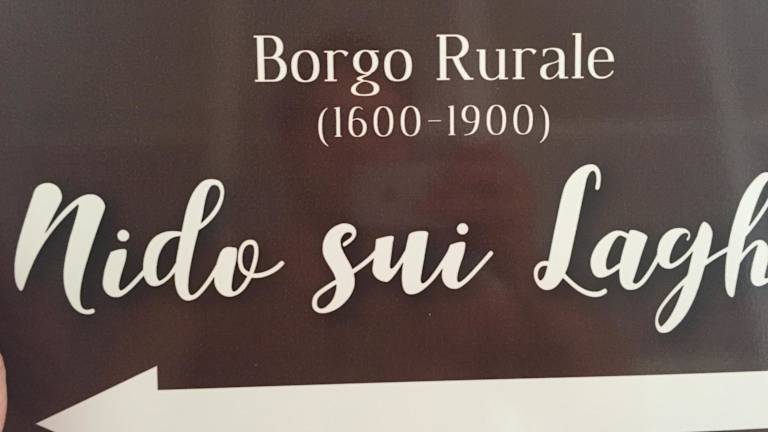 Borgo Rurale
(1600-1900)
Nido sui Lagh